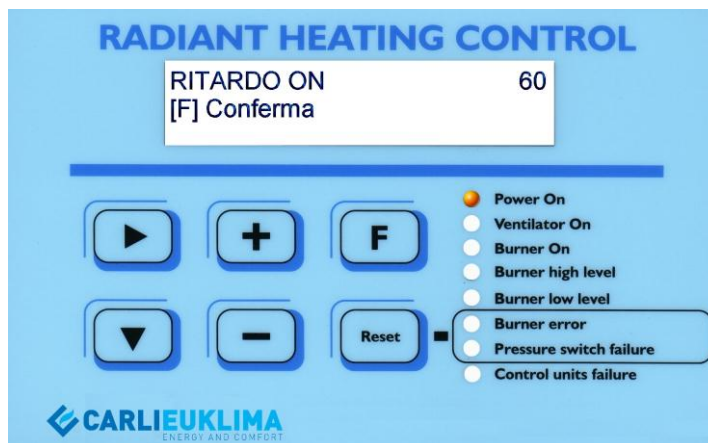 RADIANT HEATING CONTROL
RITARDO ON 60
[F] Conferma
+
F
-
Reset
Power On
Ventilator On
Burner On
Burner high level
Burner low level
Burner error
Pressure switch failure
Control units failure
CARLIEUKLIMA
ENERGY AND COMFORT